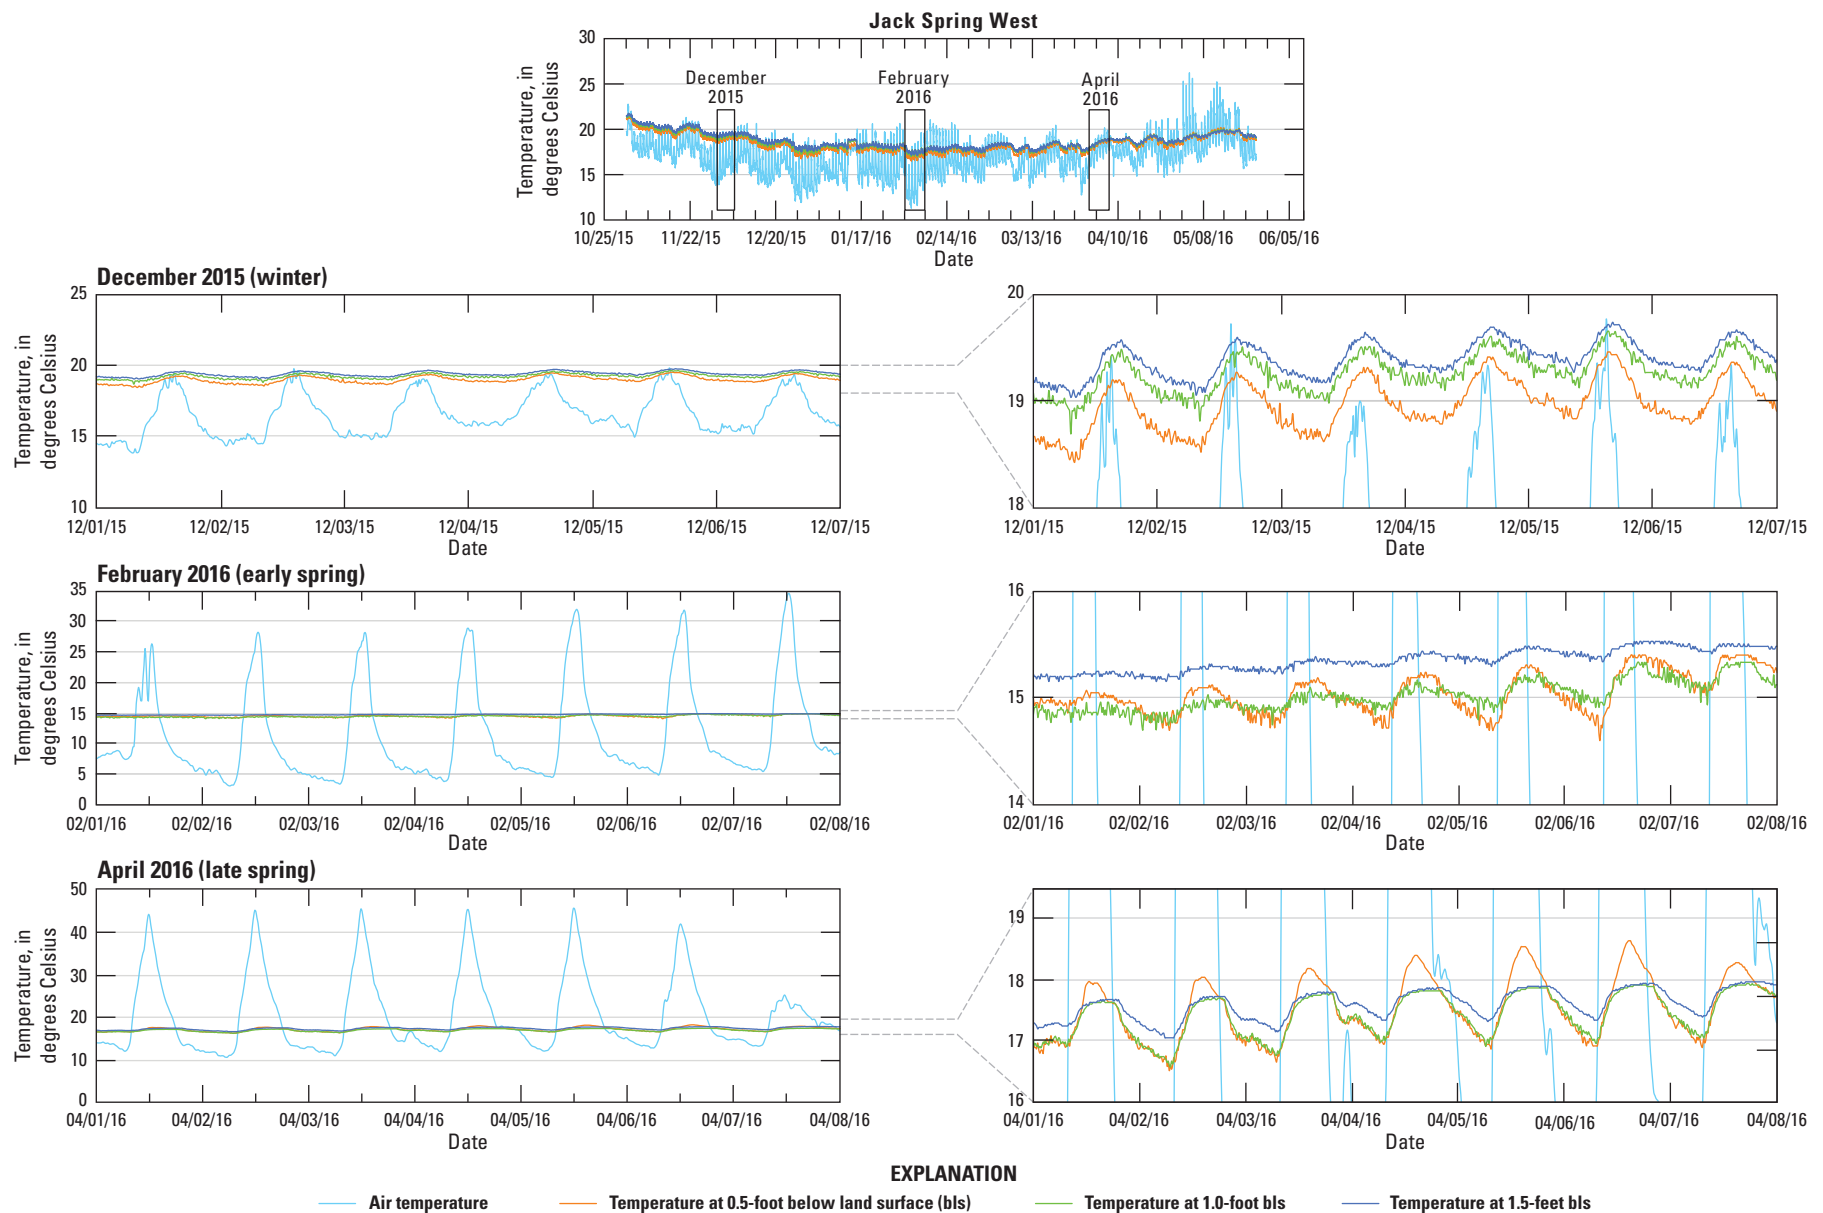 Jack Spring West
Temperature, in
degrees Celsius
30
25
20
15
10
December
2015
February
2016
April
2016
10/25/15 11/22/15 12/20/15 01/17/16 02/14/16 03/13/16 04/10/16 05/08/16 06/05/16
Date
December 2015 (winter)
Temperature, in
degrees Celsius
25
20
15
10
12/01/15 12/02/15 12/03/15 12/04/15 12/05/15 12/06/15 12/07/15
Date
20
19
18
12/01/15 12/02/15 12/03/15 12/04/15 12/05/15 12/06/15 12/07/15
Date
February 2016 (early spring)
Temperature, in
degrees Celsius
35
30
25
20
15
10
5
0
02/01/16 02/02/16 02/03/16 02/04/16 02/05/16 02/06/16 02/07/16 02/08/16
Date
16
15
14
02/01/16 02/02/16 02/03/16 02/04/16 02/05/16 02/06/16 02/07/16 02/08/16
Date
April 2016 (late spring)
Temperature, in
degrees Celsius
50
40
30
20
10
0
04/01/16 04/02/16 04/03/16 04/04/16 04/05/16 04/06/16 04/07/16 04/08/16
Date
19
18
17
16
04/01/16 04/02/16 04/03/16 04/04/16 04/05/16 04/06/16 04/07/16 04/08/16
Date
EXPLANATION
Air temperature
Temperature at 0.5-foot below land surface (bls)
Temperature at 1.0-foot bls
Temperature at 1.5-feet bls